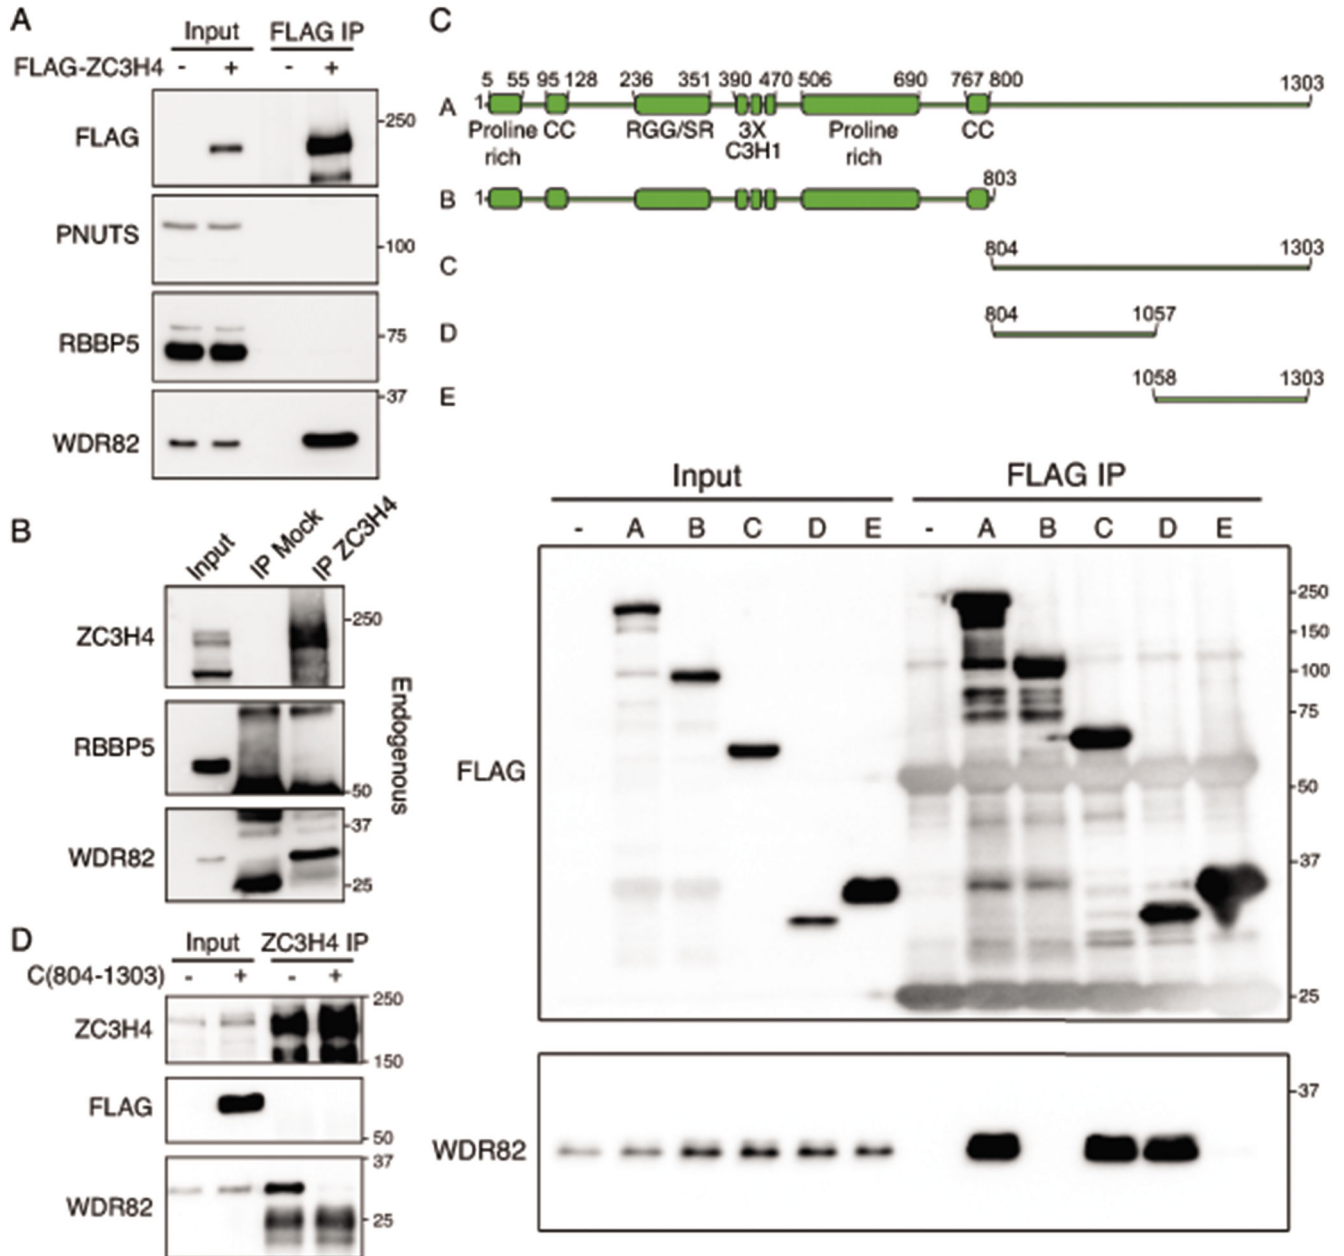 A
Input FLAG IP
FLAG-ZC3H4 - + - +
FLAG
-250
PNUTS
-100
RBBP5
-75
WDR82
-37
B
Input
IP Mock
IP ZC3H4
ZC3H4
-250
RBBP5
-50
WDR82
-37
-25
Endogenous
D
Input ZC3H4 IP
C(804-1303) - + - +
ZC3H4
250
150
FLAG
50
WDR82
37
25
C
5 55 95 128 236 351 390 470 506 690 767 800 1303
A 1
Proline rich
CC
RGG/SR
3X C3H1
Proline rich
CC
B 1 803
C 804 1303
D 804 1057
E 1058 1303
Input FLAG IP
- A B C D E - A B C D E
FLAG
-250
-150
-100
-75
-50
-37
-25
WDR82
-37